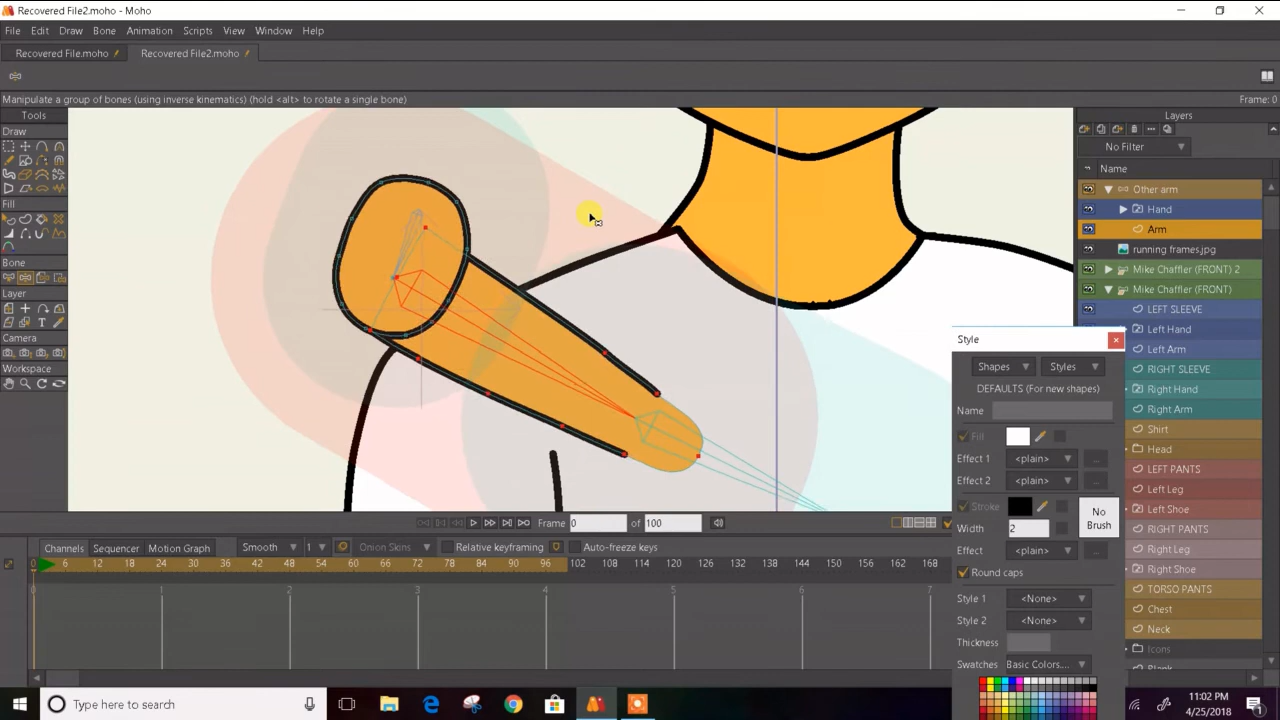 Recovered File2.moho - Moho
File Edit Draw Bone Animation Scripts View Window Help
Recovered File.moho Recovered File2.moho
Manipulate a group of bones (using inverse kinematics) (hold <alt> to rotate a single bone) Frame: 0
Tools
Draw
Fill
Bone
Layer
Camera
Workspace
Layers
No Filter
Name
Other arm
Hand
Arm
running frames.jpg
Mike Chaffler (FRONT) 2
Mike Chaffler (FRONT)
LEFT SLEEVE
Left Hand
Left Arm
RIGHT SLEEVE
Right Hand
Right Arm
Shirt
Head
LEFT PANTS
Left Leg
Left Shoe
RIGHT PANTS
Right Leg
Right Shoe
TORSO PANTS
Chest
Neck
Icons
Style
Shapes Styles
DEFAULTS (For new shapes)
Name
Fill
Effect 1 <plain> ...
Effect 2 <plain> ...
Stroke
No Brush
Width 2
Effect <plain>
Round caps
Style 1 <None>
Style 2 <None>
Thickness
Swatches Basic Colors....
Frame 0 of 100
Channels Sequencer Motion Graph Smooth 1 Onion Skins Relative keyframing Auto-freeze keys
0 6 12 18 24 30 36 42 48 54 60 66 72 78 84 90 96 102 108 114 120 126 132 138 144 150 156 162 168
0 1 2 3 4 5 6 7
Type here to search
11:02 PM
4/25/2018